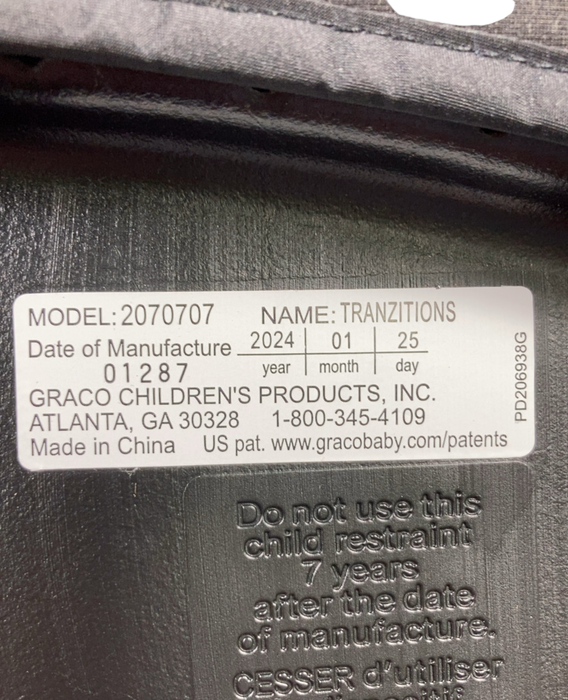 MODEL: 2070707 NAME: TRANZITIONS
Date of Manufacture 2024 01 25
year month day
01287
GRACO CHILDREN'S PRODUCTS, INC.
ATLANTA, GA 30328 1-800-345-4109
Made in China US pat. www.gracobaby.com/patents
PD206938G
Do not use this
child restraint
7 years
after the date
of manufacture.
CESSER d'utiliser